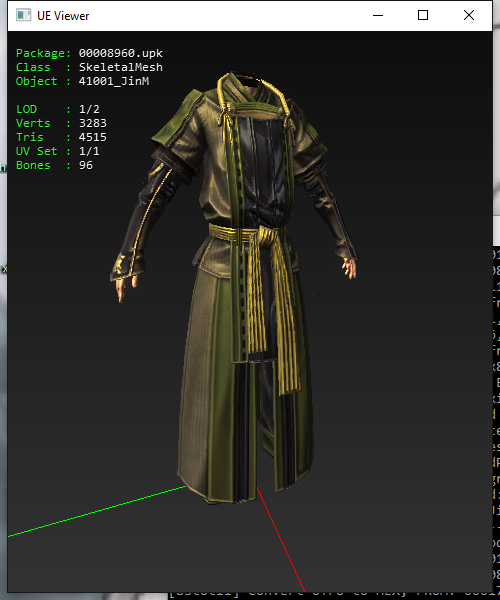 UE Viewer
Package: 00008960.upk
Class : SkeletalMesh
Object : 41001_JinM
LOD : 1/2
Verts : 3283
Tris : 4515
UV Set : 1/1
Bones : 96